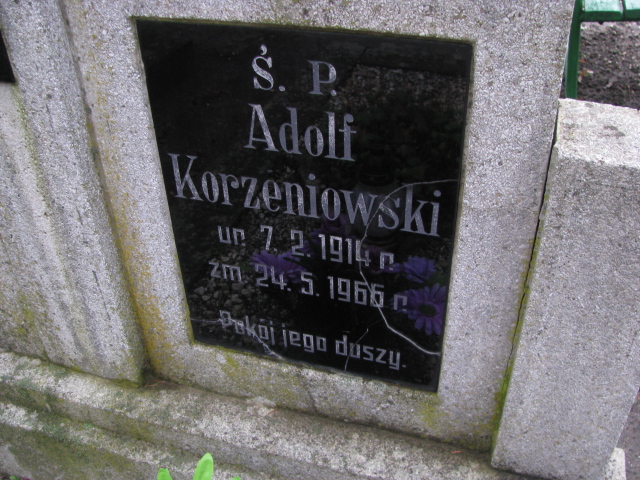 Ś. P.
Adolf
Korzeniowski
ur. 7. 2. 1914 r.
zm 24. 5. 1966 r.
Pokój jego duszy.